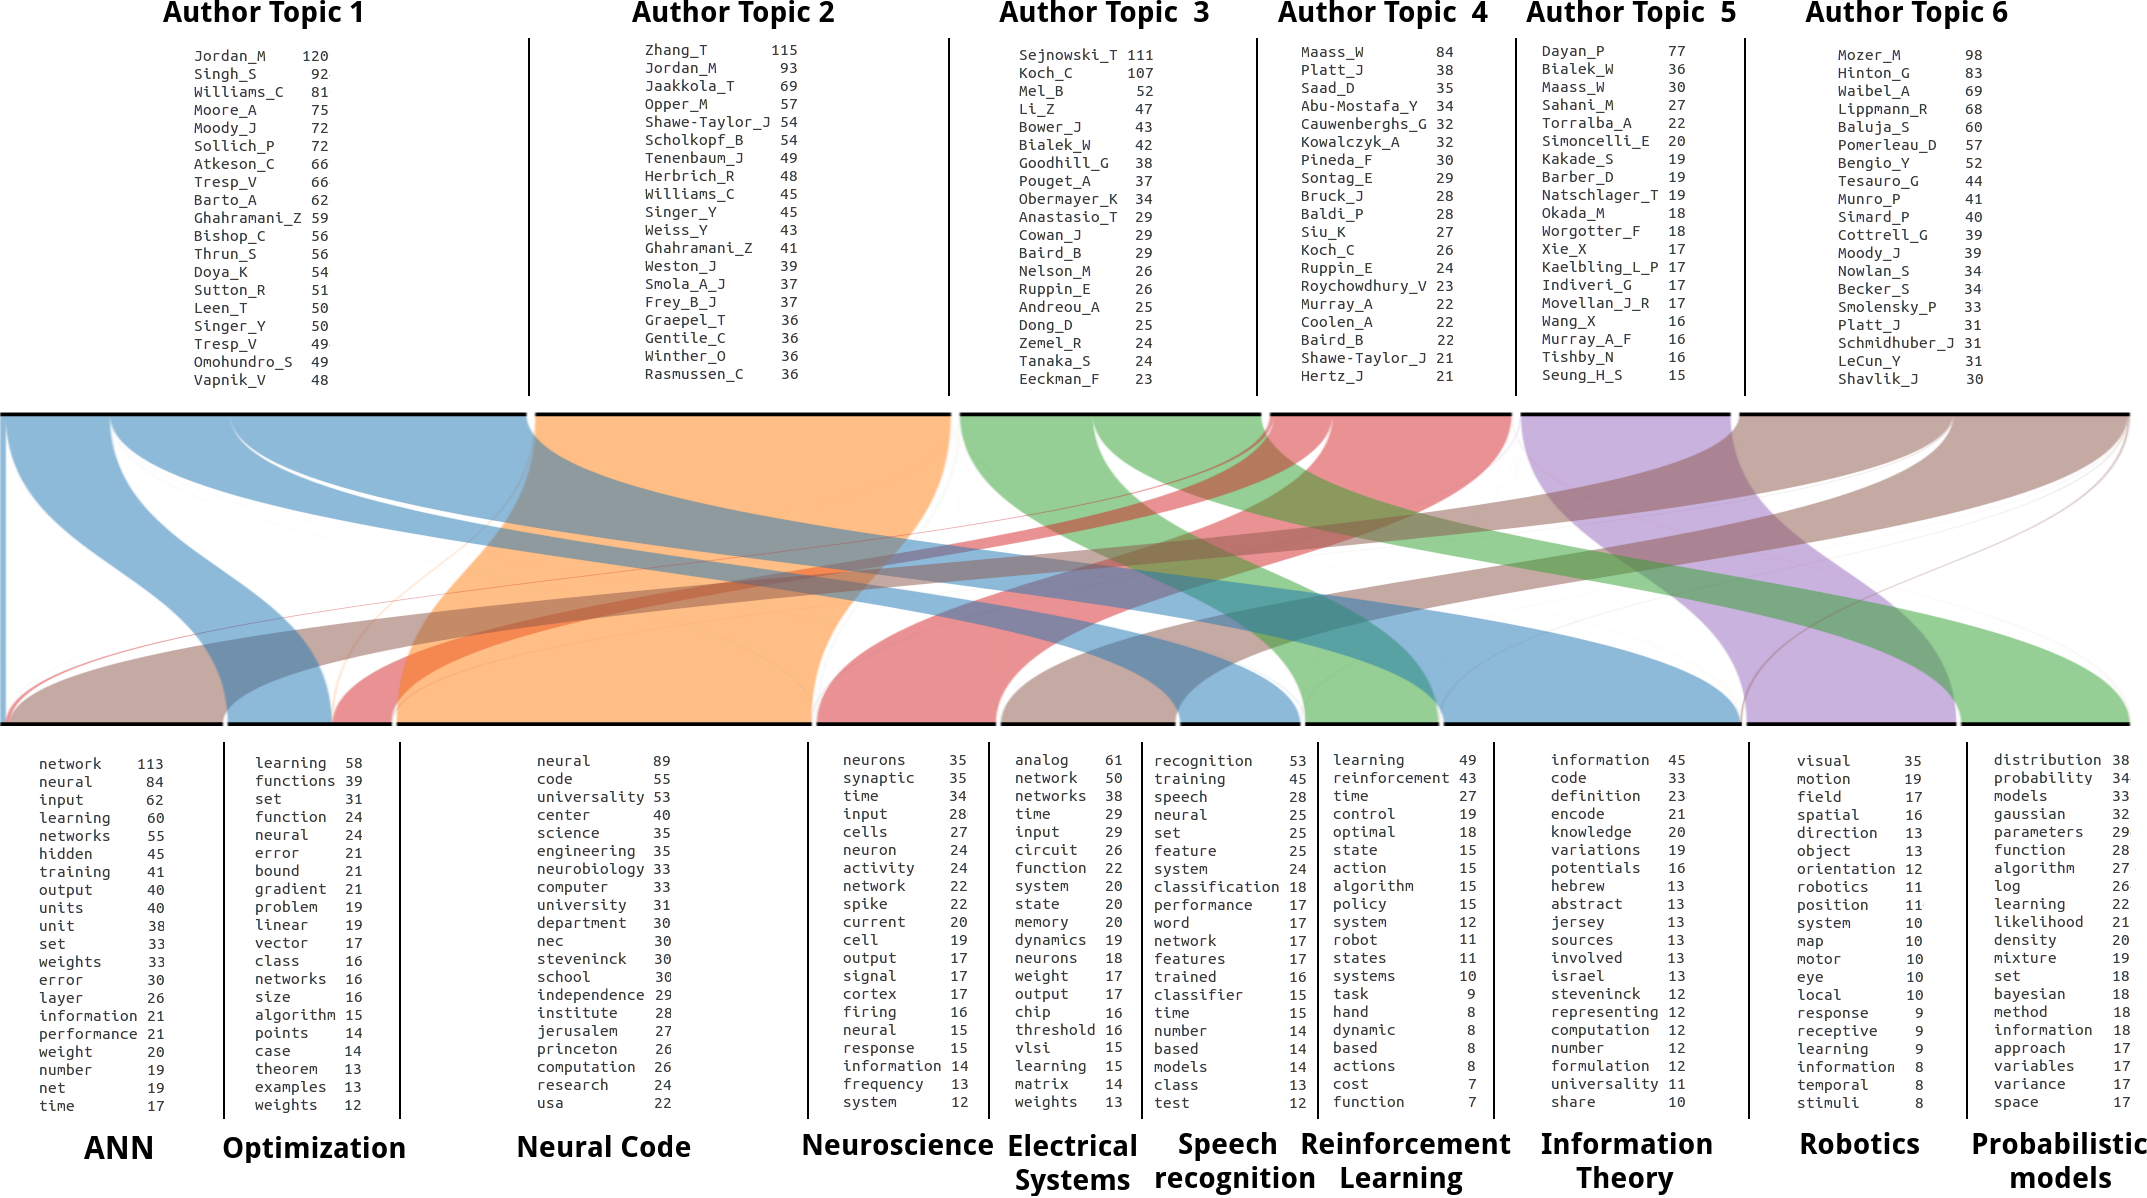 Author Topic 1
Jordan_M 120
Singh_S 92
Williams_C 81
Moore_A 75
Moody_J 72
Sollich_P 72
Atkeson_C 66
Tresp_V 66
Barto_A 62
Ghahramani_Z 59
Bishop_C 56
Thrun_S 56
Doya_K 54
Sutton_R 51
Leen_T 50
Singer_Y 50
Tresp_V 49
Omohundro_S 49
Vapnik_V 48
Author Topic 2
Zhang_T 115
Jordan_M 93
Jaakkola_T 69
Opper_M 57
Shawe-Taylor_J 54
Scholkopf_B 54
Tenenbaum_J 49
Herbrich_R 48
Williams_C 45
Singer_Y 45
Weiss_Y 43
Ghahramani_Z 41
Weston_J 39
Smola_A_J 37
Frey_B_J 37
Graepel_T 36
Gentile_C 36
Winther_O 36
Rasmussen_C 36
Author Topic 3
Sejnowski_T 111
Koch_C 107
Mel_B 52
Li_Z 47
Bower_J 43
Bialek_W 42
Goodhill_G 38
Pouget_A 37
Obermayer_K 34
Anastasio_T 29
Cowan_J 29
Baird_B 29
Nelson_M 26
Ruppin_E 26
Andreou_A 25
Dong_D 25
Zemel_R 24
Tanaka_S 24
Eeckman_F 23
Author Topic 4
Maass_W 84
Platt_J 38
Saad_D 35
Abu-Mostafa_Y 34
Cauwenberghs_G 32
Kowalczyk_A 32
Pineda_F 30
Sontag_E 29
Bruck_J 28
Baldi_P 28
Siu_K 27
Koch_C 26
Ruppin_E 24
Roychowdhury_V 23
Murray_A 22
Coolen_A 22
Baird_B 22
Shawe-Taylor_J 21
Hertz_J 21
Author Topic 5
Dayan_P 77
Bialek_W 36
Maass_W 30
Sahani_M 27
Torralba_A 22
Simoncelli_E 20
Kakade_S 19
Barber_D 19
Natschlager_T 19
Okada_M 18
Worgotter_F 18
Xie_X 17
Kaelbling_L_P 17
Indiveri_G 17
Movellan_J_R 17
Wang_X 16
Murray_A_F 16
Tishby_N 16
Seung_H_S 15
Author Topic 6
Mozer_M 98
Hinton_G 83
Waibel_A 69
Lippmann_R 68
Baluja_S 60
Pomerleau_D 57
Bengio_Y 52
Tesauro_G 44
Munro_P 41
Simard_P 40
Cottrell_G 39
Moody_J 39
Nowlan_S 34
Becker_S 34
Smolensky_P 33
Platt_J 31
Schmidhuber_J 31
LeCun_Y 31
Shavlik_J 30
network 113
neural 84
input 62
learning 60
networks 55
hidden 45
training 41
output 40
units 40
unit 38
set 33
weights 33
error 30
layer 26
information 21
performance 21
weight 20
number 19
net 19
time 17
ANN
learning 58
functions 39
set 31
function 24
neural 24
error 21
bound 21
gradient 21
problem 19
linear 19
vector 17
class 16
networks 16
size 16
algorithm 15
points 14
case 14
theorem 13
examples 13
weights 12
Optimization
neural 89
code 55
universality 53
center 40
science 35
engineering 35
neurobiology 33
computer 33
university 31
department 30
nec 30
steveninck 30
school 30
independence 29
institute 28
jerusalem 27
princeton 26
computation 26
research 24
usa 22
Neural Code
neurons 35
synaptic 35
time 34
input 28
cells 27
neuron 24
activity 24
network 22
spike 22
current 20
cell 19
output 17
signal 17
cortex 17
firing 16
neural 15
response 15
information 14
frequency 13
system 12
Neuroscience
analog 61
network 50
networks 38
time 29
input 29
circuit 26
function 22
system 20
state 20
memory 20
dynamics 19
neurons 18
weight 17
output 17
chip 16
threshold 16
vlsi 15
learning 15
matrix 14
weights 13
Electrical
Systems
recognition 53
training 45
speech 28
neural 25
set 25
feature 25
system 24
classification 18
performance 17
word 17
network 17
features 17
trained 16
classifier 15
time 15
number 14
based 14
models 14
class 13
test 12
Speech
recognition
learning 49
reinforcement 43
time 27
control 19
optimal 18
state 15
action 15
algorithm 15
policy 15
system 12
robot 11
states 11
systems 10
task 9
hand 8
dynamic 8
based 8
actions 8
cost 7
function 7
Reinforcement
Learning
information 45
code 33
definition 23
encode 21
knowledge 20
variations 19
potentials 16
hebrew 13
abstract 13
jersey 13
sources 13
involved 13
israel 13
steveninck 12
representing 12
computation 12
number 12
formulation 12
universality 11
share 10
Information
Theory
visual 35
motion 19
field 17
spatial 16
direction 13
object 13
orientation 12
robotics 11
position 11
system 10
map 10
motor 10
eye 10
local 10
response 9
receptive 9
learning 9
information 8
temporal 8
stimuli 8
Robotics
distribution 38
probability 34
models 33
gaussian 32
parameters 29
function 28
algorithm 27
log 26
learning 22
likelihood 21
density 20
mixture 19
set 18
bayesian 18
method 18
information 18
approach 17
variables 17
variance 17
space 17
Probabilistic
models